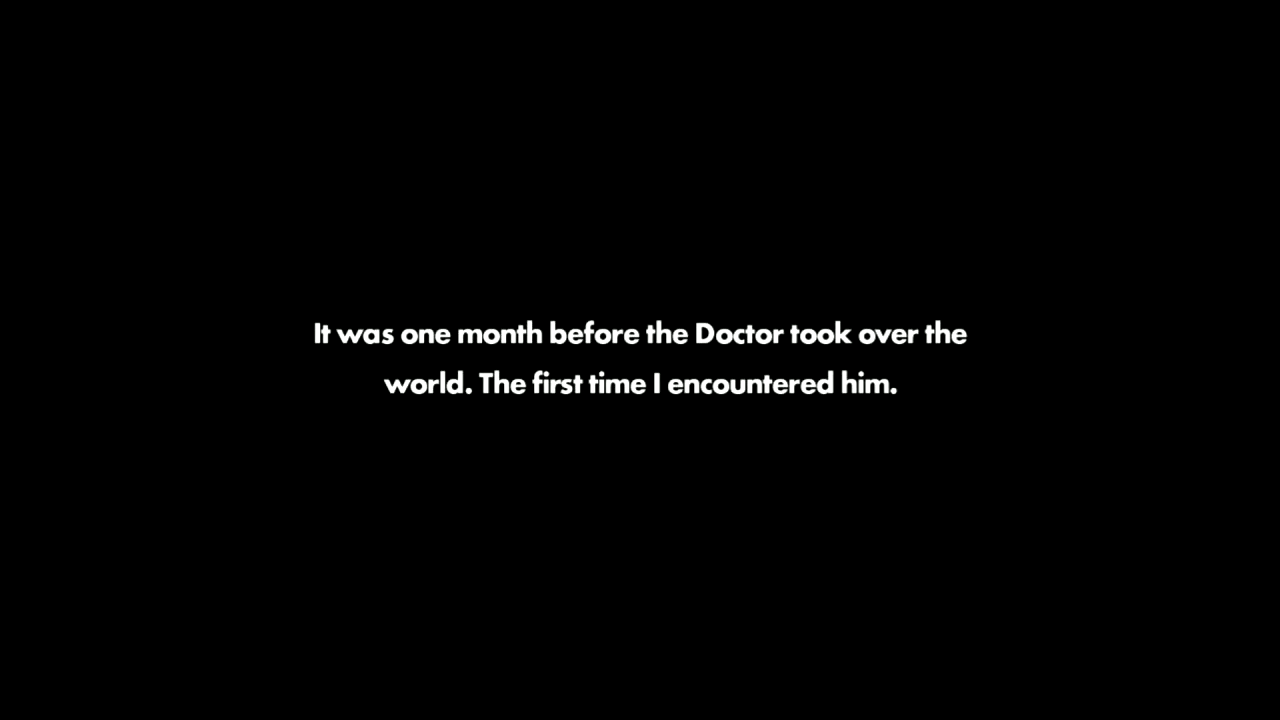 It was one month before the Doctor took over the
world. The first time I encountered him.